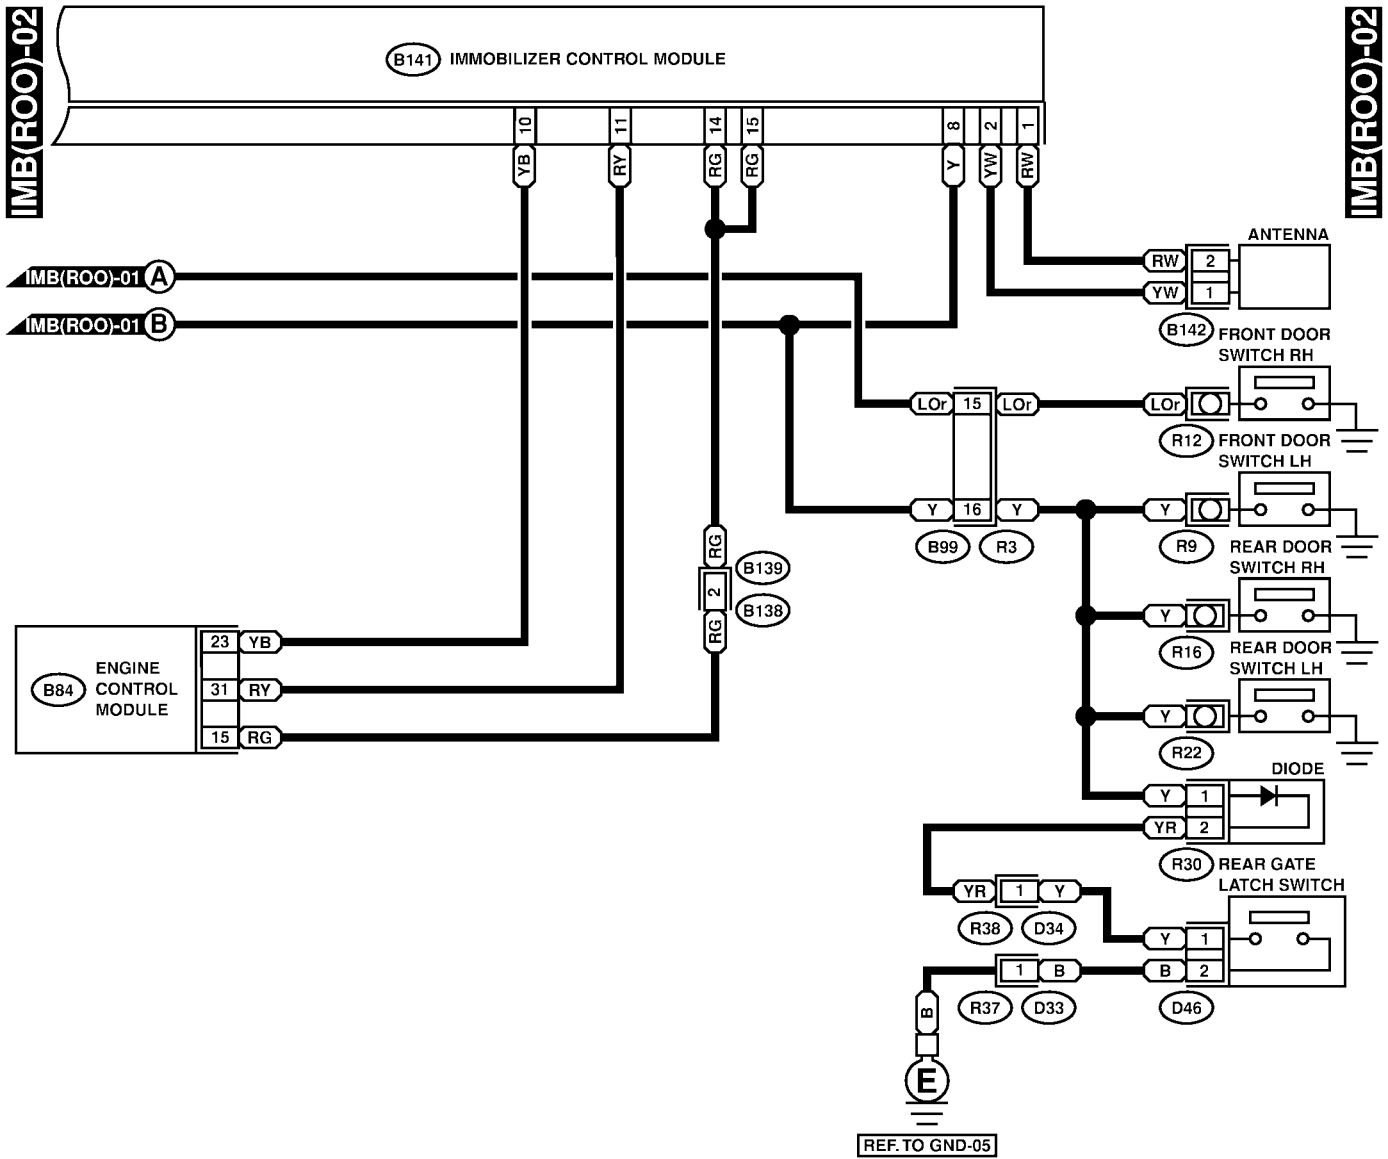 IMB(ROO)-02
IMB(ROO)-02
B141 IMMOBILIZER CONTROL MODULE
10 11 14 15 8 2 1
YB RY RG RG Y YW RW
ANTENNA
RW 2
YW 1
IMB(ROO)-01 A
IMB(ROO)-01 B
B142
FRONT DOOR
SWITCH RH
LOr 15 LOr LOr
R12
FRONT DOOR
SWITCH LH
Y 16 Y Y
B99 R3 R9
REAR DOOR
SWITCH RH
RG
2
RG
B139
B138
Y
R16
REAR DOOR
SWITCH LH
Y
R22
B84
ENGINE
CONTROL
MODULE
23 YB
31 RY
15 RG
DIODE
Y 1
YR 2
R30
REAR GATE
LATCH SWITCH
YR 1 Y
R38 D34
Y 1
B 2
1 B
R37 D33 D46
B
E
REF. TO GND-05